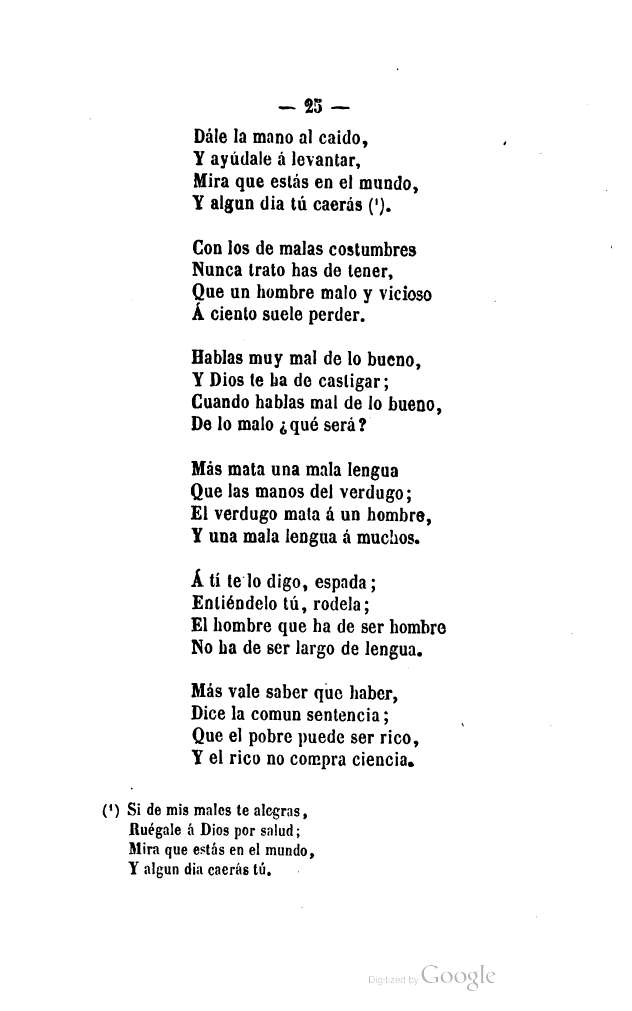 — 25 —
Dále la mano al caido,
Y ayúdale á levantar,
Mira que estás en el mundo,
Y algun dia tú caerás (¹).
Con los de malas costumbres
Nunca trato has de tener,
Que un hombre malo y vicioso
Á ciento suele perder.
Hablas muy mal de lo bueno,
Y Dios te ha de castigar;
Cuando hablas mal de lo bueno,
De lo malo ¿qué será?
Más mata una mala lengua
Que las manos del verdugo;
El verdugo mata á un hombre,
Y una mala lengua á muchos.
Á tí te lo digo, espada;
Entiéndelo tú, rodela;
El hombre que ha de ser hombre
No ha de ser largo de lengua.
Más vale saber que haber,
Dice la comun sentencia;
Que el pobre puede ser rico,
Y el rico no compra ciencia.
(¹) Si de mis males te alegras,
Ruégale á Dios por salud;
Mira que estás en el mundo,
Y algun dia caerás tú.
Digitized by Google